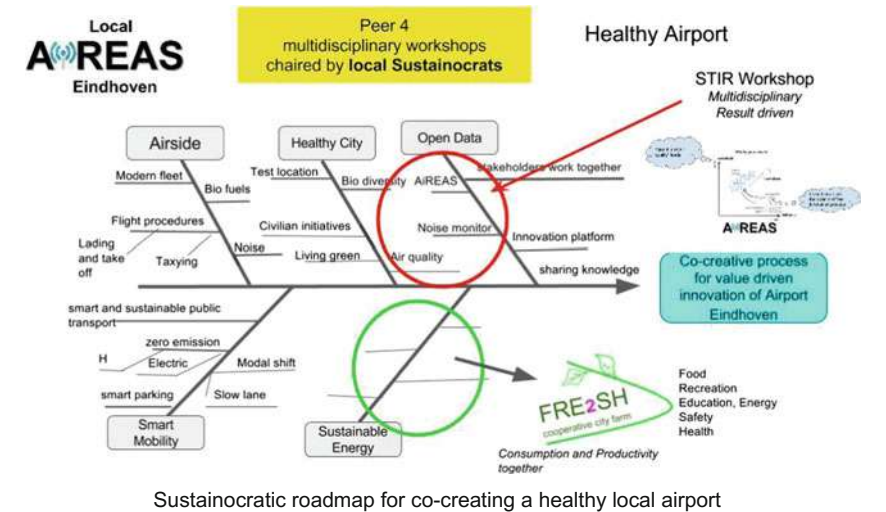 Local
AiREAS
Eindhoven
Peer 4
multidisciplinary workshops
chaired by local Sustainocrats
Healthy Airport
STIR Workshop
Multidisciplinary
Result driven
Airside
Healthy City
Open Data
Modern fleet
Bio fuels
Flight procedures
Lading
and take
off
Taxying
Noise
Test location
Bio diversity
Civilian initiatives
Living green
Air quality
AiREAS
stakeholders work together
Noise monitor
Innovation platform
sharing knowledge
AiREAS
Co-creative process
for value driven
innovation of Airport
Eindhoven
smart and sustainable public
transport
zero emission
H
Electric
Modal shift
smart parking
Slow lane
Smart
Mobility
Sustainable
Energy
FRE2SH
cooperative city farm
Consumption and Productivity
together
Food
Recreation
Education, Energy
Safety
Health
Sustainocratic roadmap for co-creating a healthy local airport